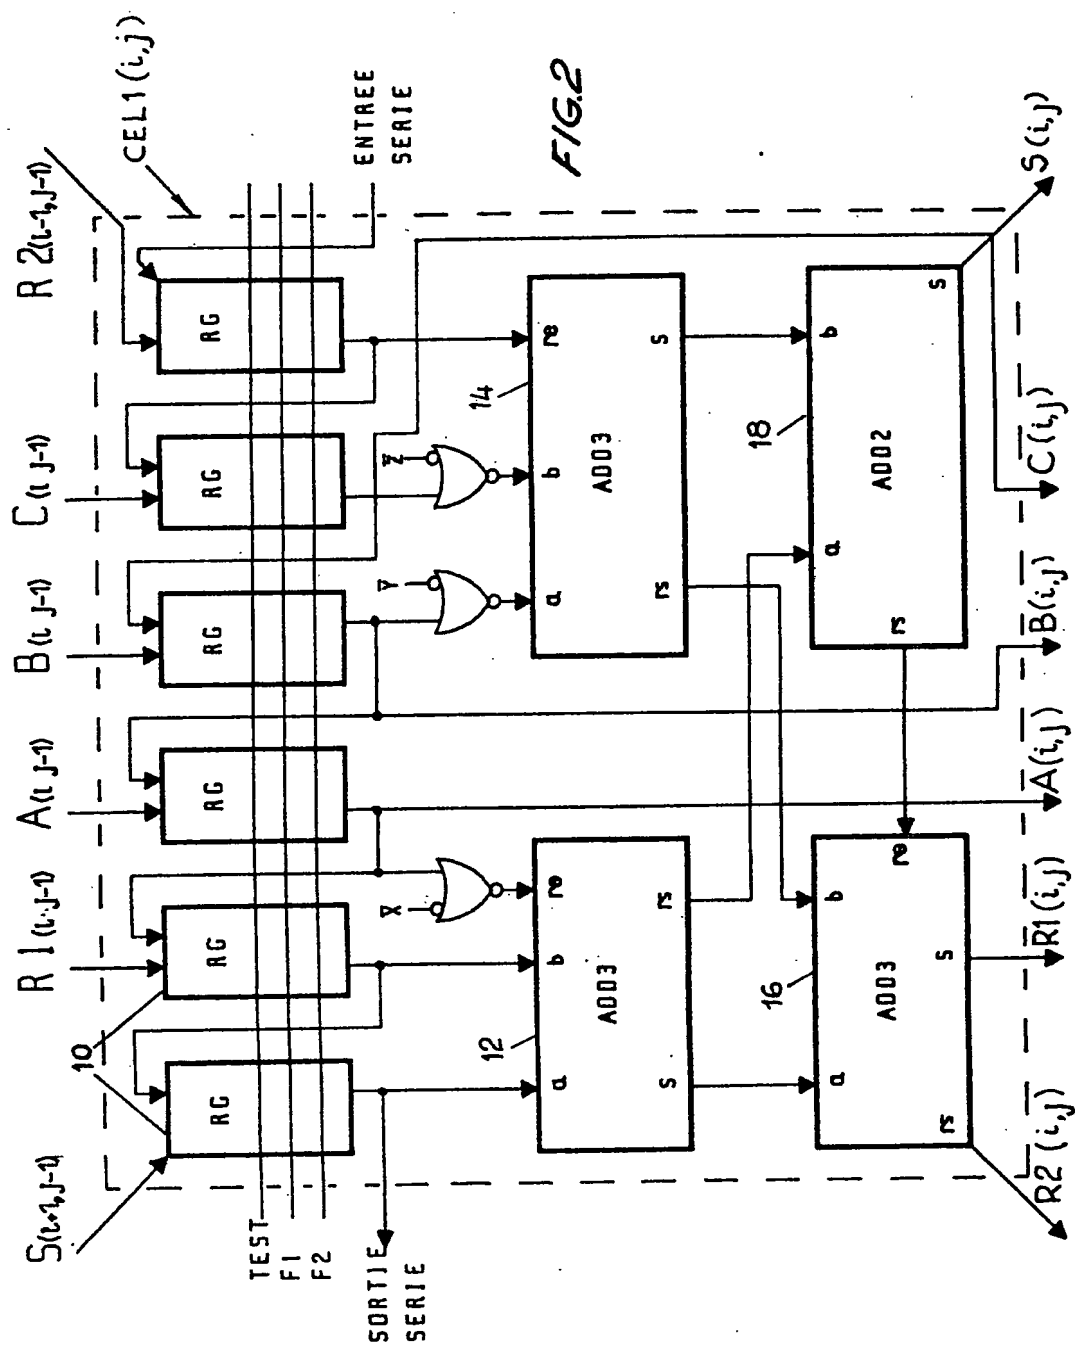 CEL1(i,j)
S(i+1,j-1)
R1(i,j-1)
A(i,j-1)
B(i,j-1)
C(i,j-1)
R2(i-1,j-1)
10
RG
RG
RG
RG
RG
RG
TEST
F1
F2
ENTREE
SERIE
SORTIE
SERIE
X̅
Y̅
Z̅
12
a
b
re
ADD3
s
rs
14
a
b
re
ADD3
rs
s
16
a
b
re
ADD3
rs
s
18
a
b
ADD2
rs
s
R2(i,j)
R1(i,j)
A(i,j)
B(i,j)
C(i,j)
S(i,j)
FIG.2